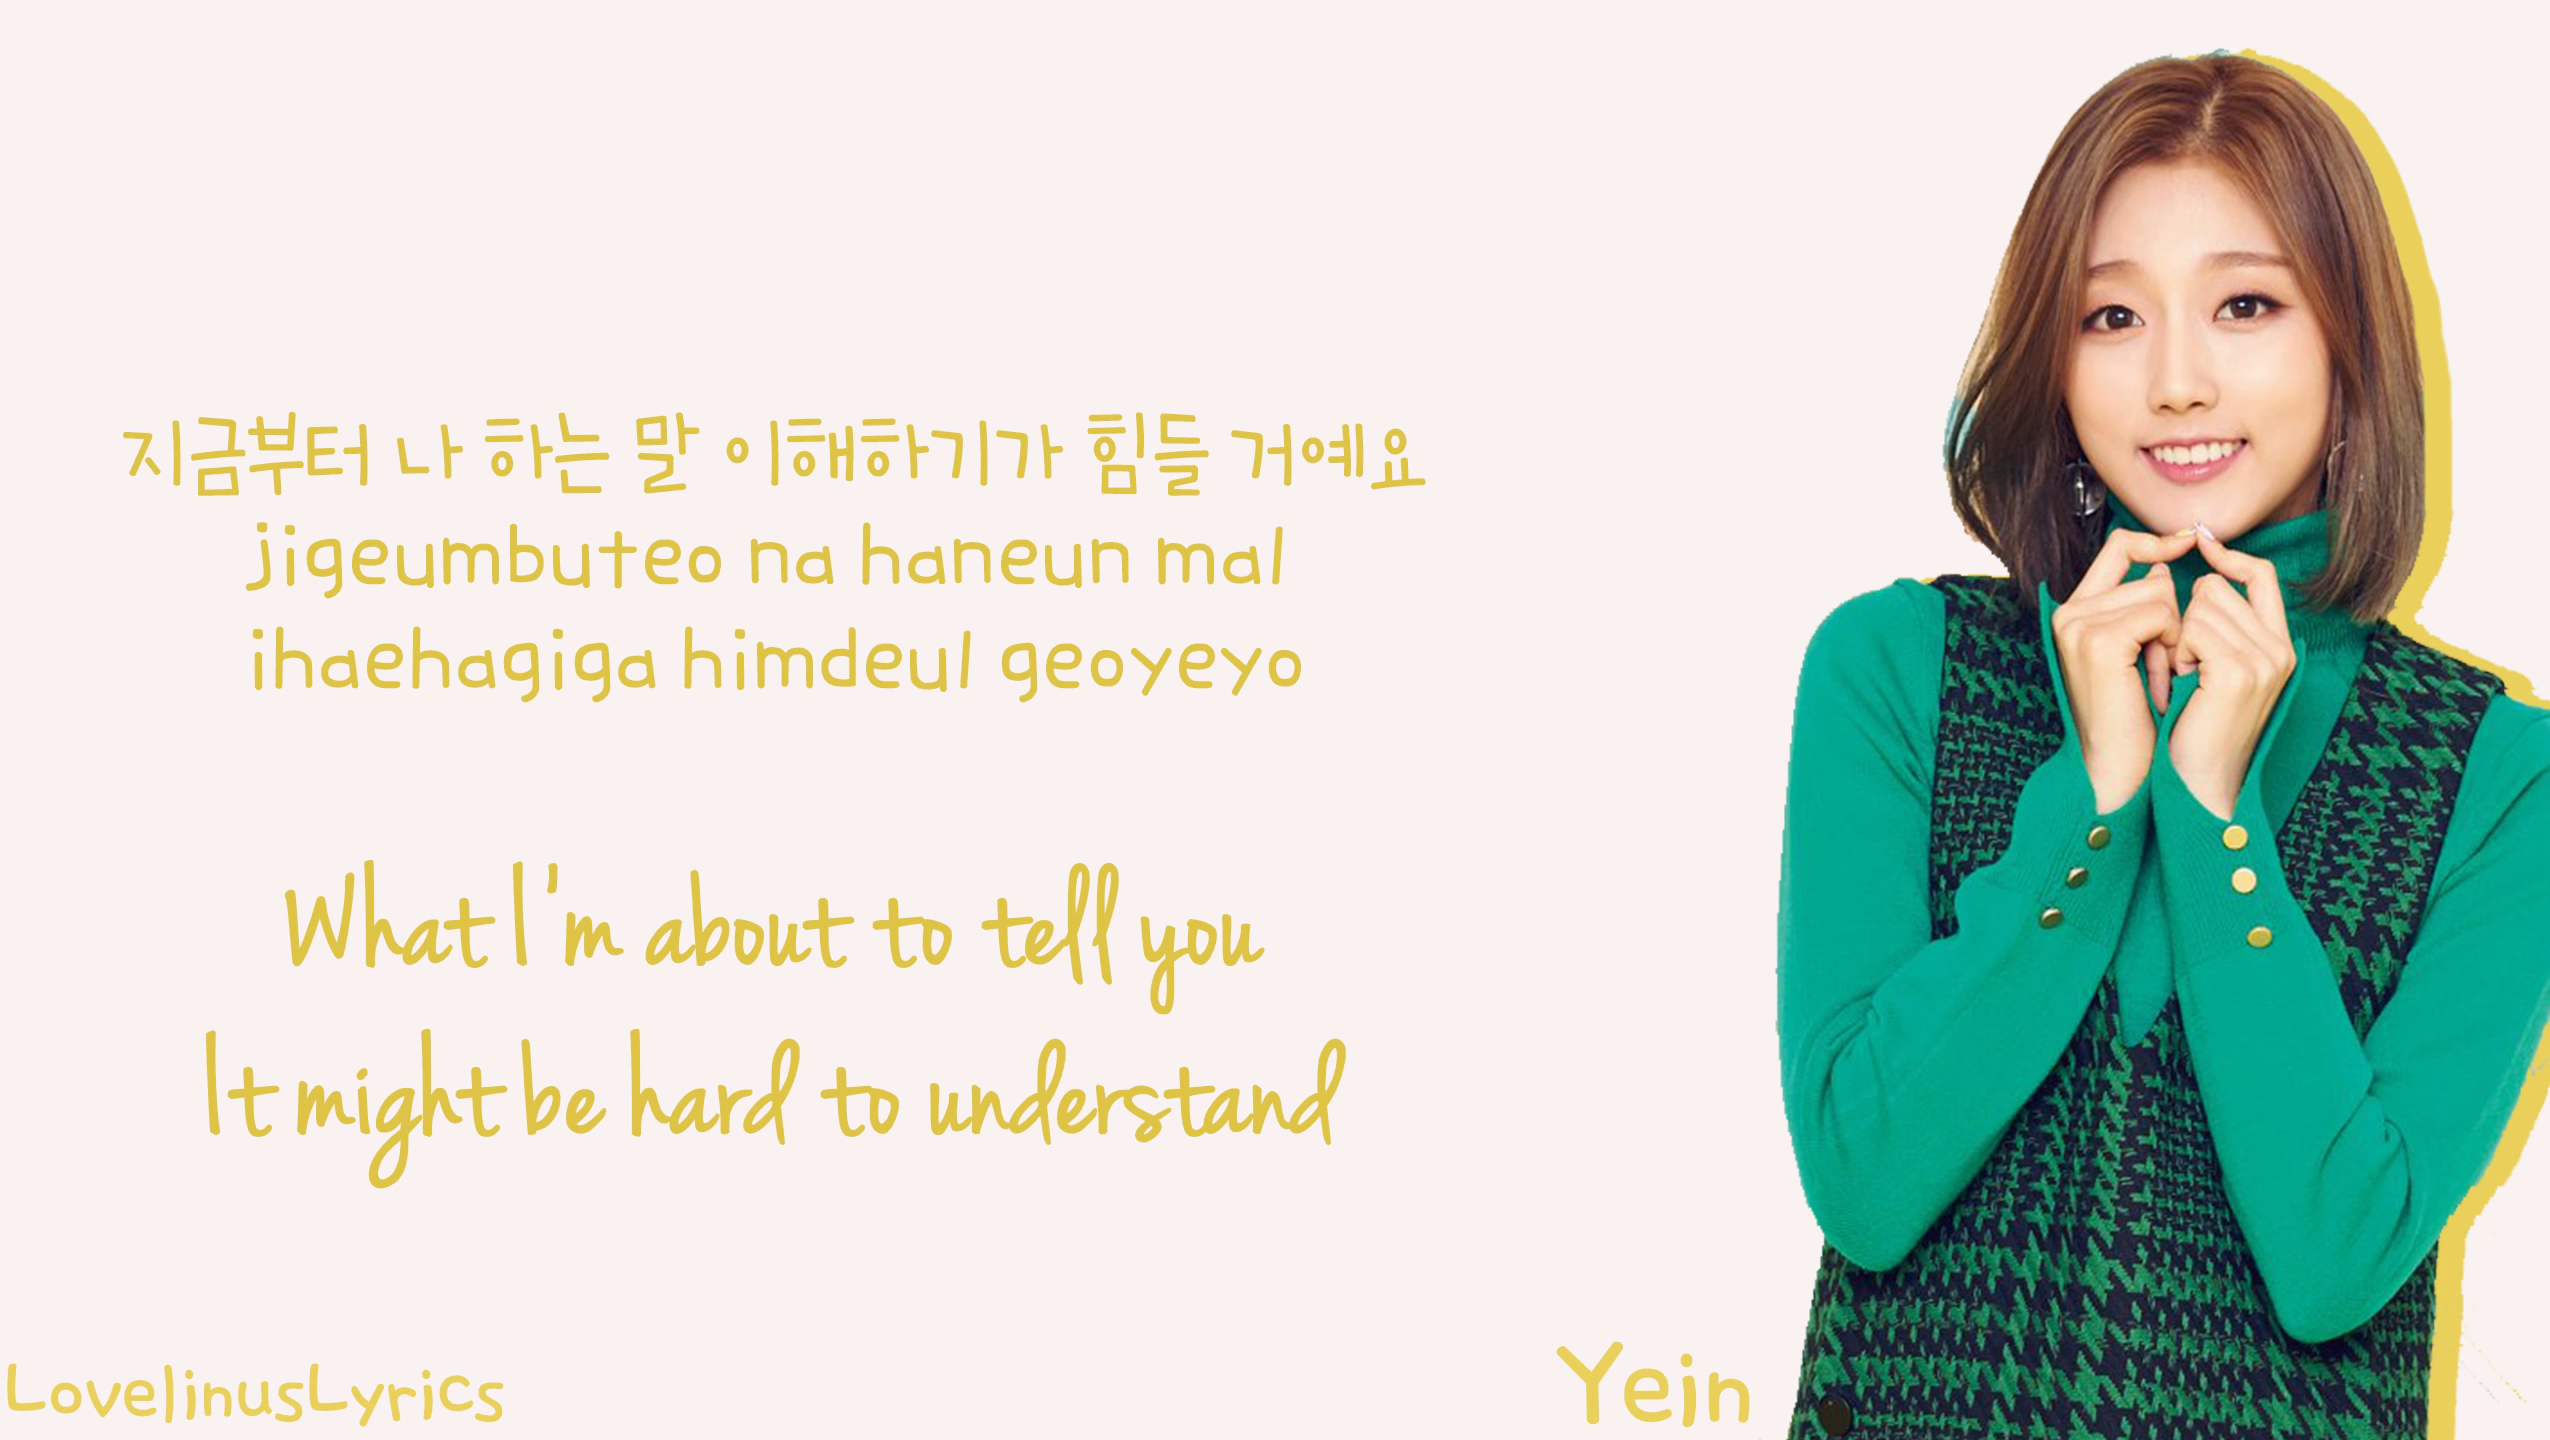 지금부터 나 하는 말 이해하기가 힘들 거예요
jigeumbuteo na haneun mal
ihaehagiga himdeul geoyeyo
What I'm about to tell you
It might be hard to understand
LovelinusLyrics
Yein